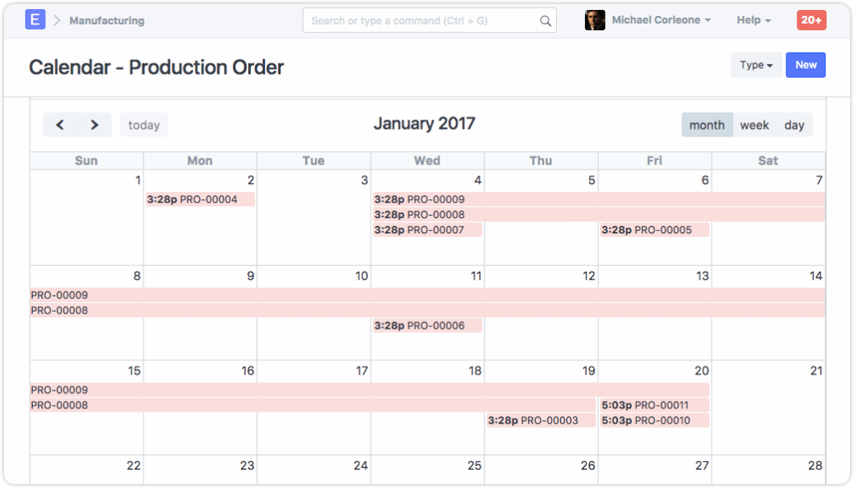 E Manufacturing Search or type a command (Ctrl + G) Michael Corleone Help 20+
Calendar - Production Order Type New
today January 2017 month week day
Sun Mon Tue Wed Thu Fri Sat
1 2 3 4 5 6 7
3:28p PRO-00004 3:28p PRO-00009
3:28p PRO-00008
3:28p PRO-00007 3:28p PRO-00005
8 9 10 11 12 13 14
PRO-00009
PRO-00008
3:28p PRO-00006
15 16 17 18 19 20 21
PRO-00009
PRO-00008 5:03p PRO-00011
3:28p PRO-00003 5:03p PRO-00010
22 23 24 25 26 27 28